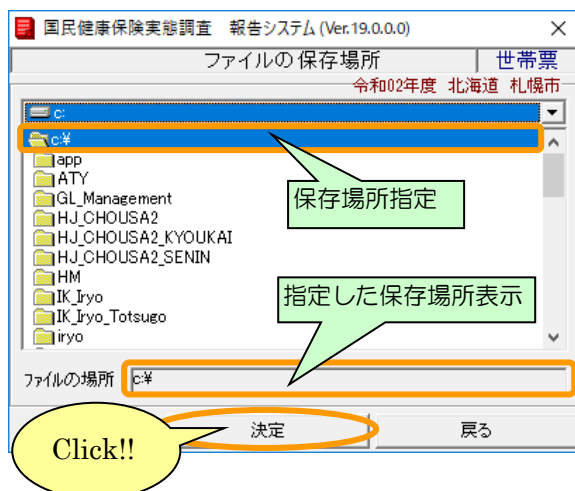 国民健康保険実態調査 報告システム (Ver.19.0.0.0)
ファイルの保存場所 世帯票
令和02年度 北海道 札幌市
c:
c:¥
app
ATY
GL_Management
HJ_CHOUSA2
HJ_CHOUSA2_KYOUKAI
HJ_CHOUSA2_SENIN
HM
IK_Iryo
IK_Iryo_Totsugo
iryo
保存場所指定
指定した保存場所表示
ファイルの場所 c:¥
決定 戻る
Click!!